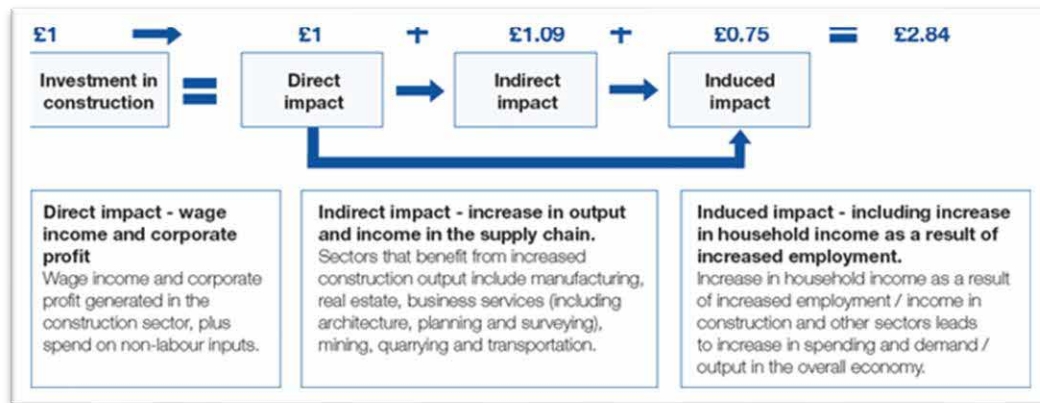 £1 £1 + £1.09 + £0.75 = £2.84
Investment in
construction
=
Direct
impact
Indirect
impact
Induced
impact
Direct impact - wage
income and corporate
profit
Wage income and corporate
profit generated in the
construction sector, plus
spend on non-labour inputs.
Indirect impact - increase in output
and income in the supply chain.
Sectors that benefit from increased
construction output include manufacturing,
real estate, business services (including
architecture, planning and surveying),
mining, quarrying and transportation.
Induced impact - including increase
in household income as a result of
increased employment.
Increase in household income as a result
of increased employment / income in
construction and other sectors leads
to increase in spending and demand /
output in the overall economy.